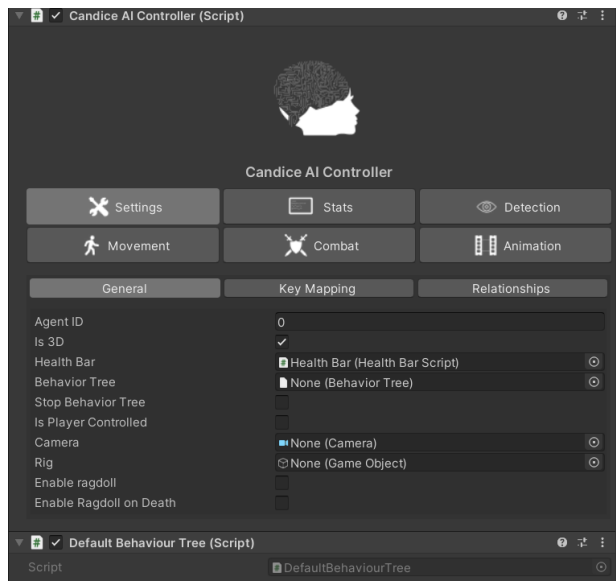 Candice AI Controller (Script)
Candice AI Controller
Settings
Stats
Detection
Movement
Combat
Animation
General
Key Mapping
Relationships
Agent ID
0
Is 3D
Health Bar
Health Bar (Health Bar Script)
Behavior Tree
None (Behavior Tree)
Stop Behavior Tree
Is Player Controlled
Camera
None (Camera)
Rig
None (Game Object)
Enable ragdoll
Enable Ragdoll on Death
Default Behaviour Tree (Script)
Script
DefaultBehaviourTree